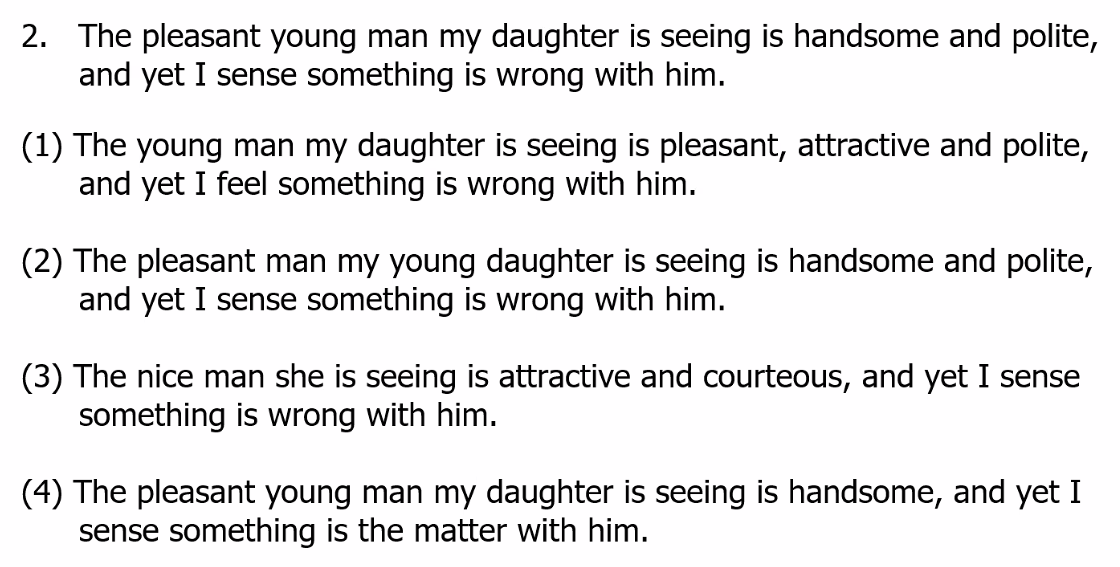 2. The pleasant young man my daughter is seeing is handsome and polite,
and yet I sense something is wrong with him.
(1) The young man my daughter is seeing is pleasant, attractive and polite,
and yet I feel something is wrong with him.
(2) The pleasant man my young daughter is seeing is handsome and polite,
and yet I sense something is wrong with him.
(3) The nice man she is seeing is attractive and courteous, and yet I sense
something is wrong with him.
(4) The pleasant young man my daughter is seeing is handsome, and yet I
sense something is the matter with him.